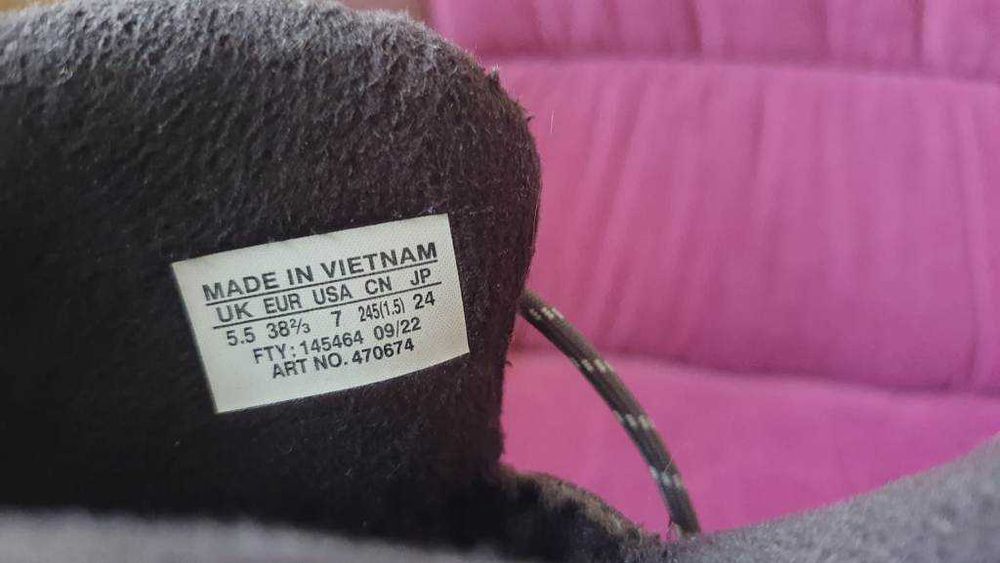 MADE IN VIETNAM
UK EUR USA CN JP
5.5 38⅔ 7 245(1.5) 24
FTY: 145464 09/22
ART NO. 470674